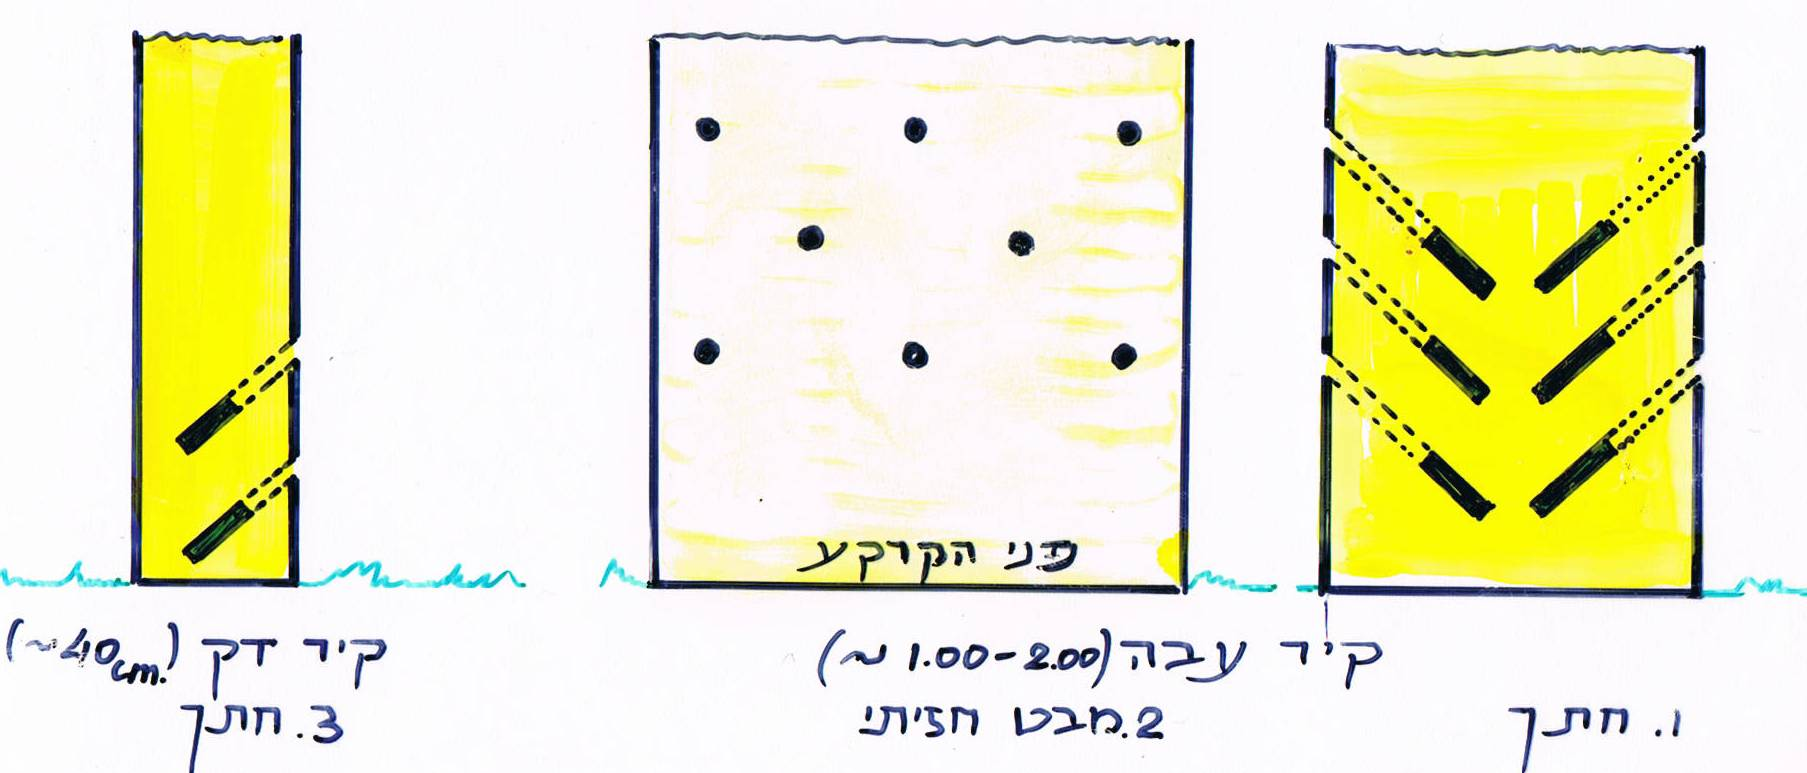 פני הקרקע
קיר עבה (~ 1.00-2.00)
1. חתך
2. מבט חזיתי
קיר דק (~40cm.)
3. חתך